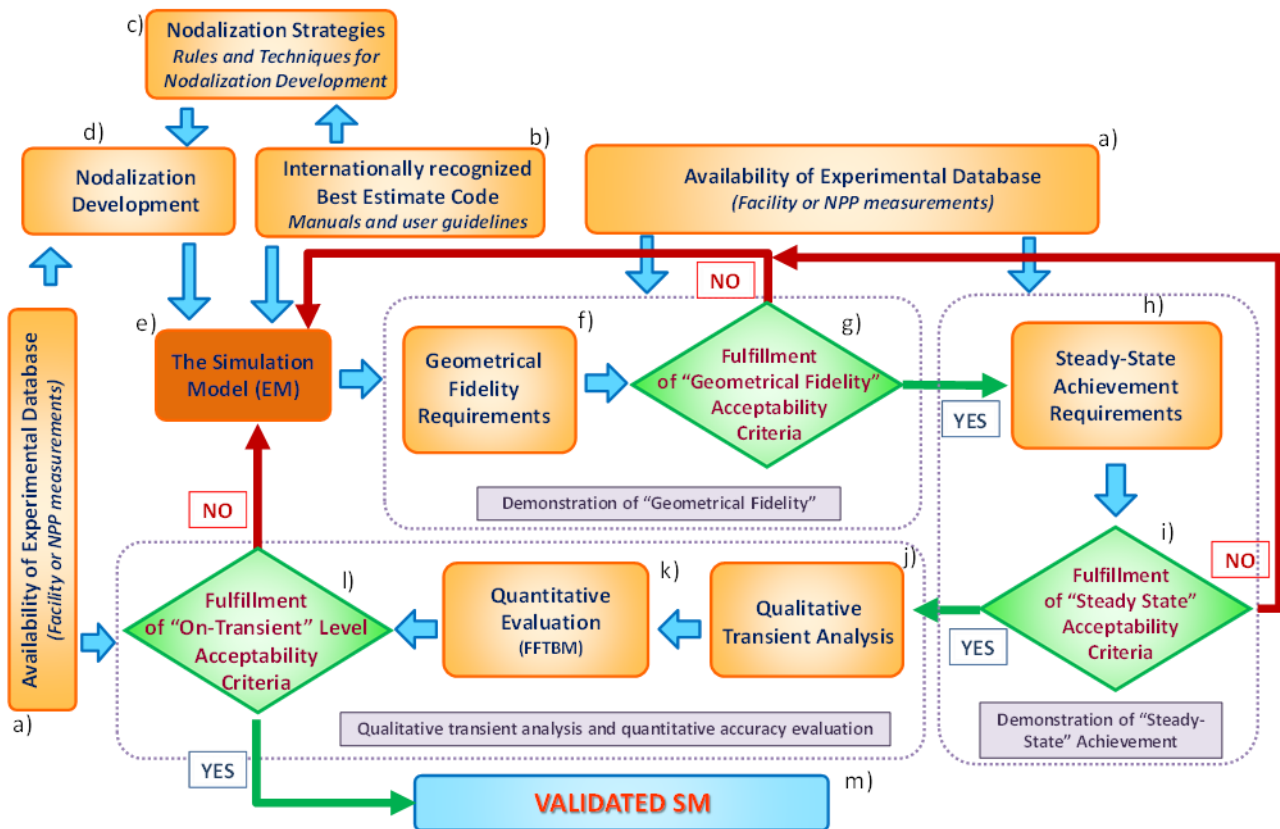 c)
Nodalization Strategies
Rules and Techniques for
Nodalization Development
d)
Nodalization
Development
b)
Internationally recognized
Best Estimate Code
Manuals and user guidelines
a)
Availability of Experimental Database
(Facility or NPP measurements)
e)
The Simulation
Model (EM)
f)
Geometrical
Fidelity
Requirements
NO
g)
Fulfillment
of “Geometrical Fidelity”
Acceptability
Criteria
YES
Demonstration of “Geometrical Fidelity”
h)
Steady-State
Achievement
Requirements
i)
Fulfillment
of “Steady State”
Acceptability
Criteria
NO
YES
Demonstration of “Steady-
State” Achievement
j)
Qualitative
Transient Analysis
k)
Quantitative
Evaluation
(FFTBM)
l)
Fulfillment
of “On-Transient” Level
Acceptability
Criteria
NO
YES
Qualitative transient analysis and quantitative accuracy evaluation
Availability of Experimental Database
(Facility or NPP measurements)
a)
m)
VALIDATED SM